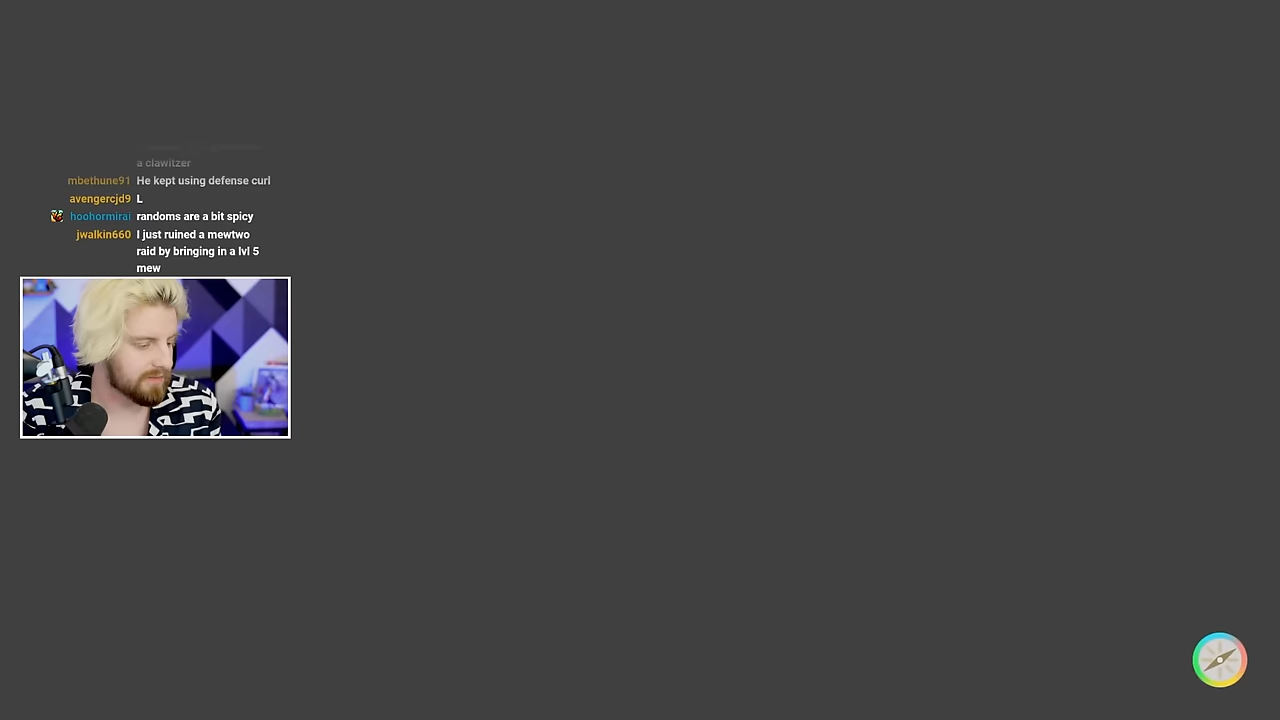 a clawitzer
mbethune91 He kept using defense curl
avengercjd9 L
hoohormirai randoms are a bit spicy
jwalkin660 I just ruined a mewtwo
raid by bringing in a lvl 5
mew